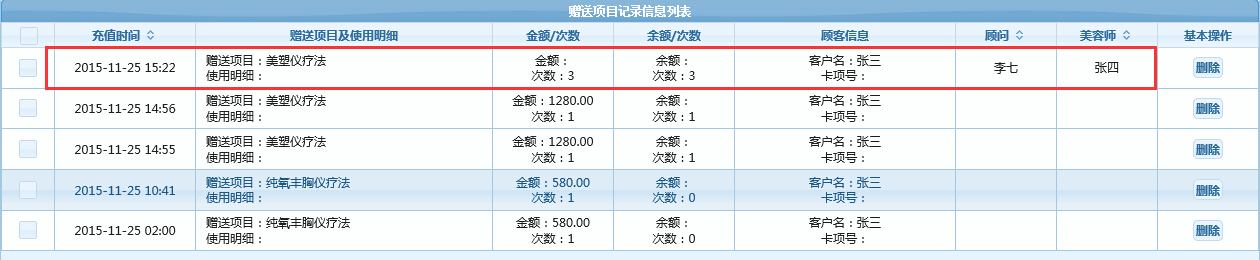 赠送项目记录信息列表
充值时间 赠送项目及使用明细 金额/次数 余额/次数 顾客信息 顾问 美容师 基本操作
2015-11-25 15:22 赠送项目：美塑仪疗法 金额： 余额： 客户名：张三 李七 张四 删除
使用明细： 次数：3 次数：3 卡项号：
2015-11-25 14:56 赠送项目：美塑仪疗法 金额：1280.00 余额： 客户名：张三 删除
使用明细： 次数：1 次数：1 卡项号：
2015-11-25 14:55 赠送项目：美塑仪疗法 金额：1280.00 余额： 客户名：张三 删除
使用明细： 次数：1 次数：1 卡项号：
2015-11-25 10:41 赠送项目：纯氧丰胸仪疗法 金额：580.00 余额： 客户名：张三 删除
使用明细： 次数：1 次数：0 卡项号：
2015-11-25 02:00 赠送项目：纯氧丰胸仪疗法 金额：580.00 余额： 客户名：张三 删除
使用明细： 次数：1 次数：0 卡项号：